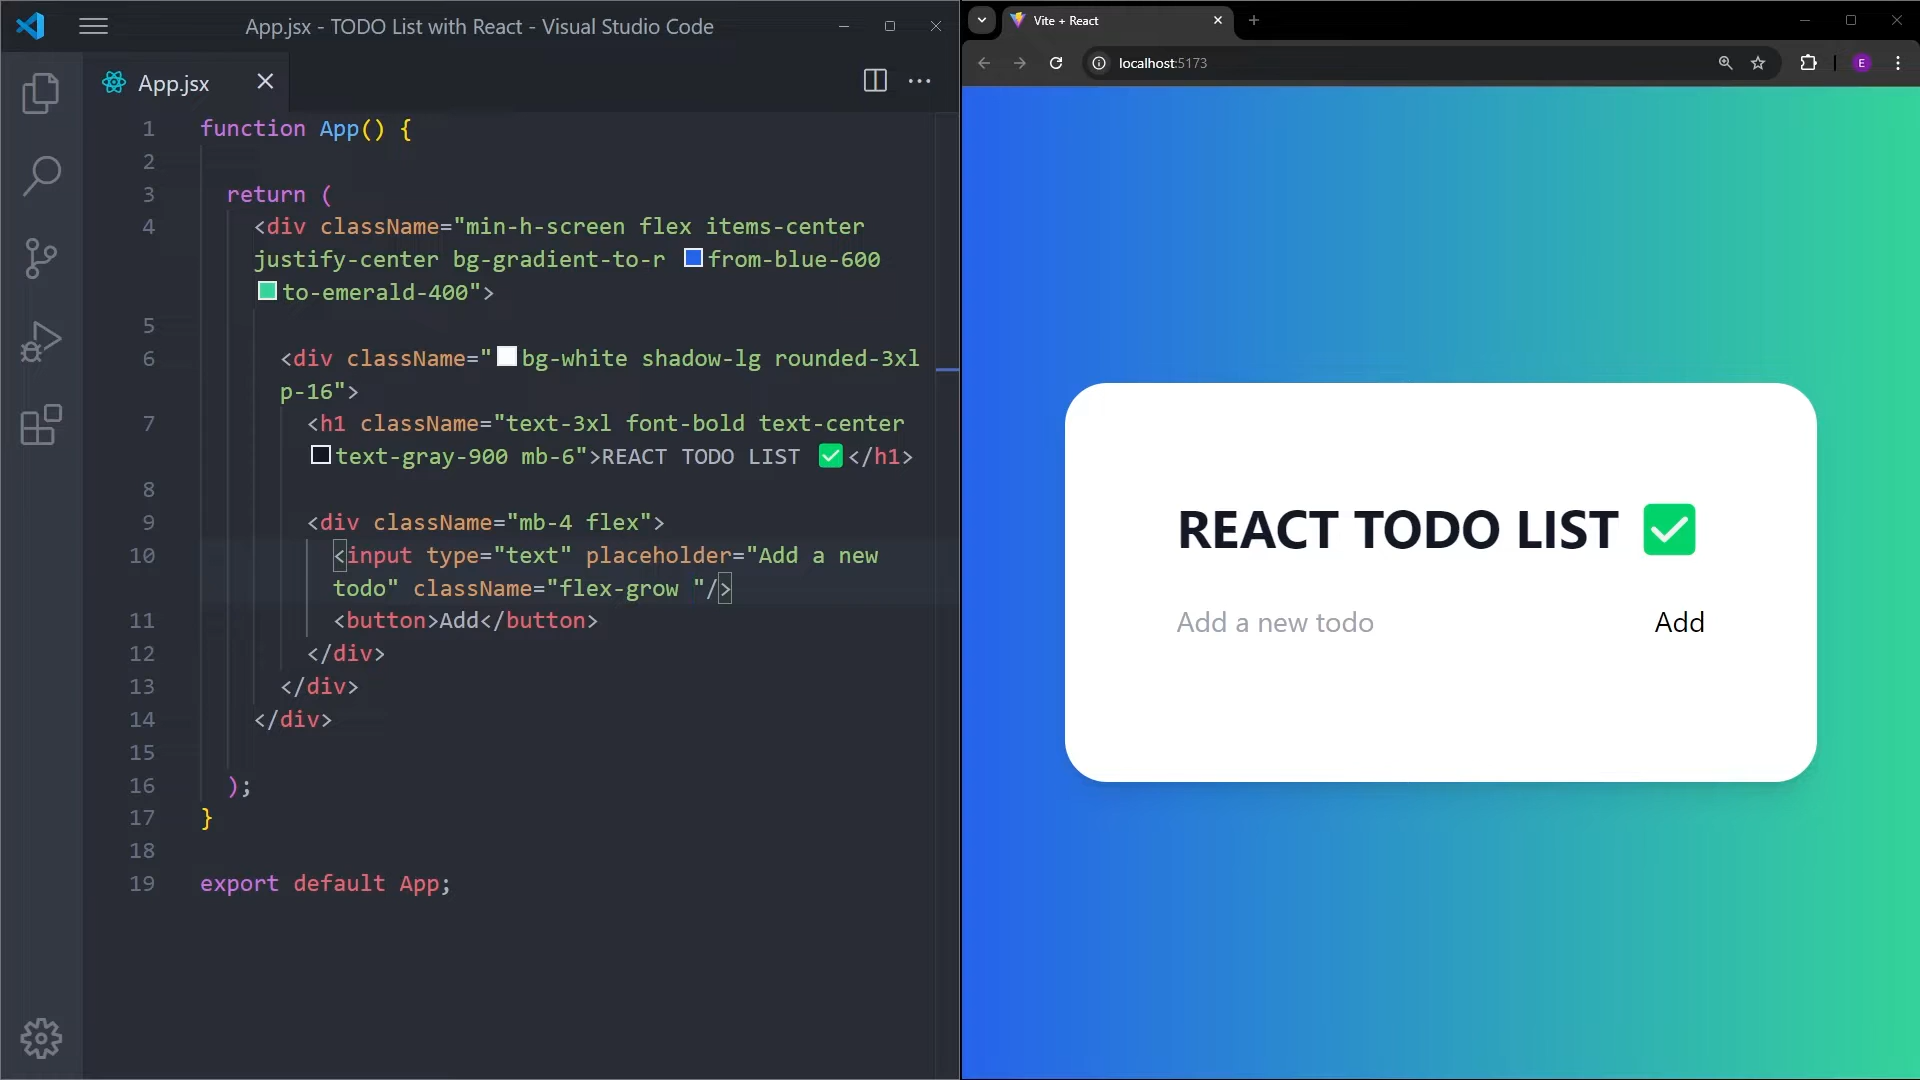 App.jsx - TODO List with React - Visual Studio Code
App.jsx
1 function App() {
2
3 return (
4 <div className="min-h-screen flex items-center
justify-center bg-gradient-to-r from-blue-600
to-emerald-400">
5
6 <div className="bg-white shadow-lg rounded-3xl
p-16">
7 <h1 className="text-3xl font-bold text-center
text-gray-900 mb-6">REACT TODO LIST ✅</h1>
8
9 <div className="mb-4 flex">
10 <input type="text" placeholder="Add a new
todo" className="flex-grow "/>
11 <button>Add</button>
12 </div>
13 </div>
14 </div>
15
16 );
17 }
18
19 export default App;
Vite + React
localhost:5173
E
REACT TODO LIST ✅
Add a new todo
Add